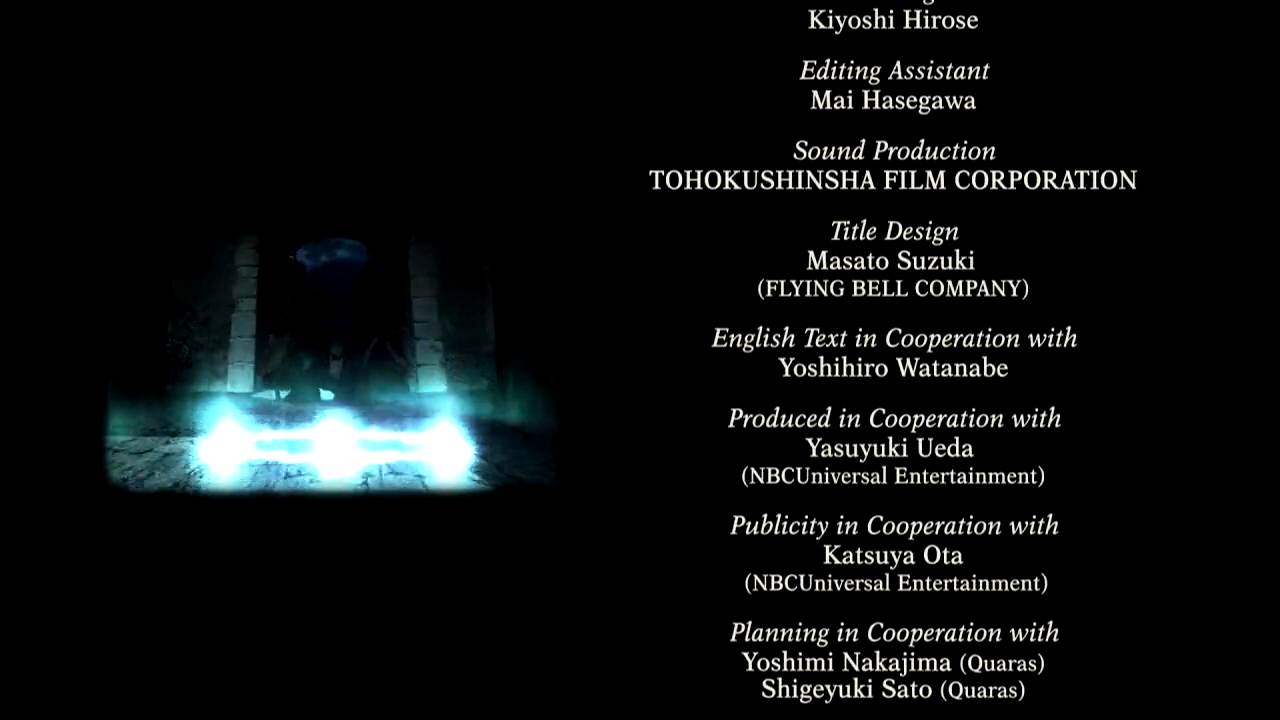 Kiyoshi Hirose
Editing Assistant
Mai Hasegawa
Sound Production
TOHOKUSHINSHA FILM CORPORATION
Title Design
Masato Suzuki
(FLYING BELL COMPANY)
English Text in Cooperation with
Yoshihiro Watanabe
Produced in Cooperation with
Yasuyuki Ueda
(NBCUniversal Entertainment)
Publicity in Cooperation with
Katsuya Ota
(NBCUniversal Entertainment)
Planning in Cooperation with
Yoshimi Nakajima (Quaras)
Shigeyuki Sato (Quaras)